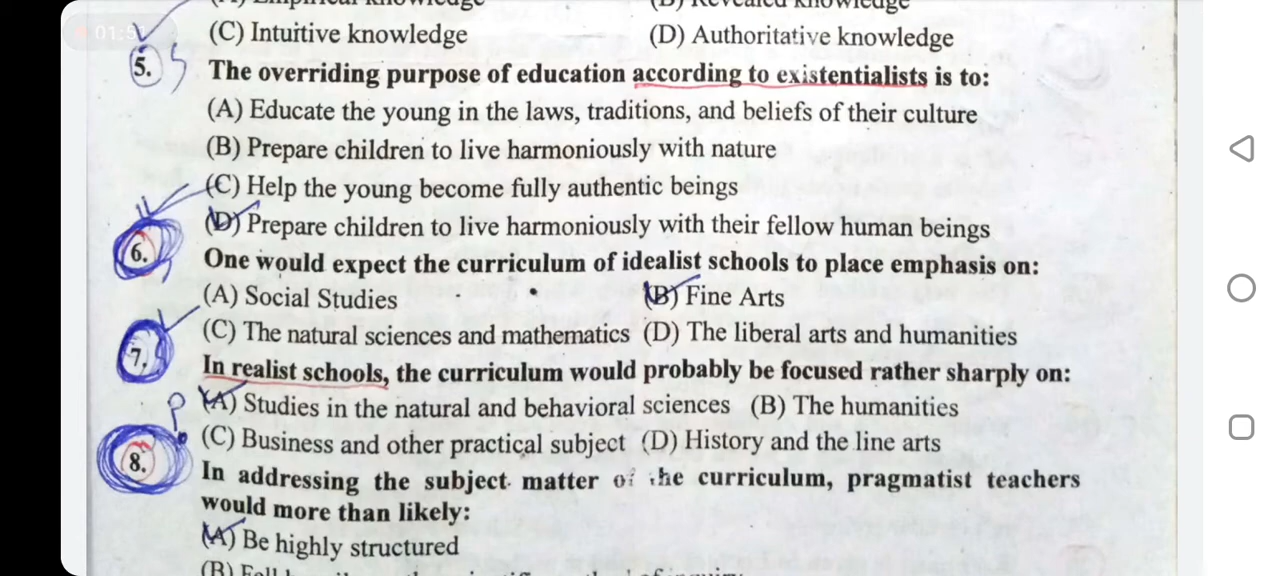 01:51
(C) Intuitive knowledge (D) Authoritative knowledge
5. The overriding purpose of education according to existentialists is to:
(A) Educate the young in the laws, traditions, and beliefs of their culture
(B) Prepare children to live harmoniously with nature
(C) Help the young become fully authentic beings
(D) Prepare children to live harmoniously with their fellow human beings
6. One would expect the curriculum of idealist schools to place emphasis on:
(A) Social Studies (B) Fine Arts
(C) The natural sciences and mathematics (D) The liberal arts and humanities
7. In realist schools, the curriculum would probably be focused rather sharply on:
(A) Studies in the natural and behavioral sciences (B) The humanities
(C) Business and other practical subject (D) History and the line arts
8. In addressing the subject matter of the curriculum, pragmatist teachers
would more than likely:
(A) Be highly structured